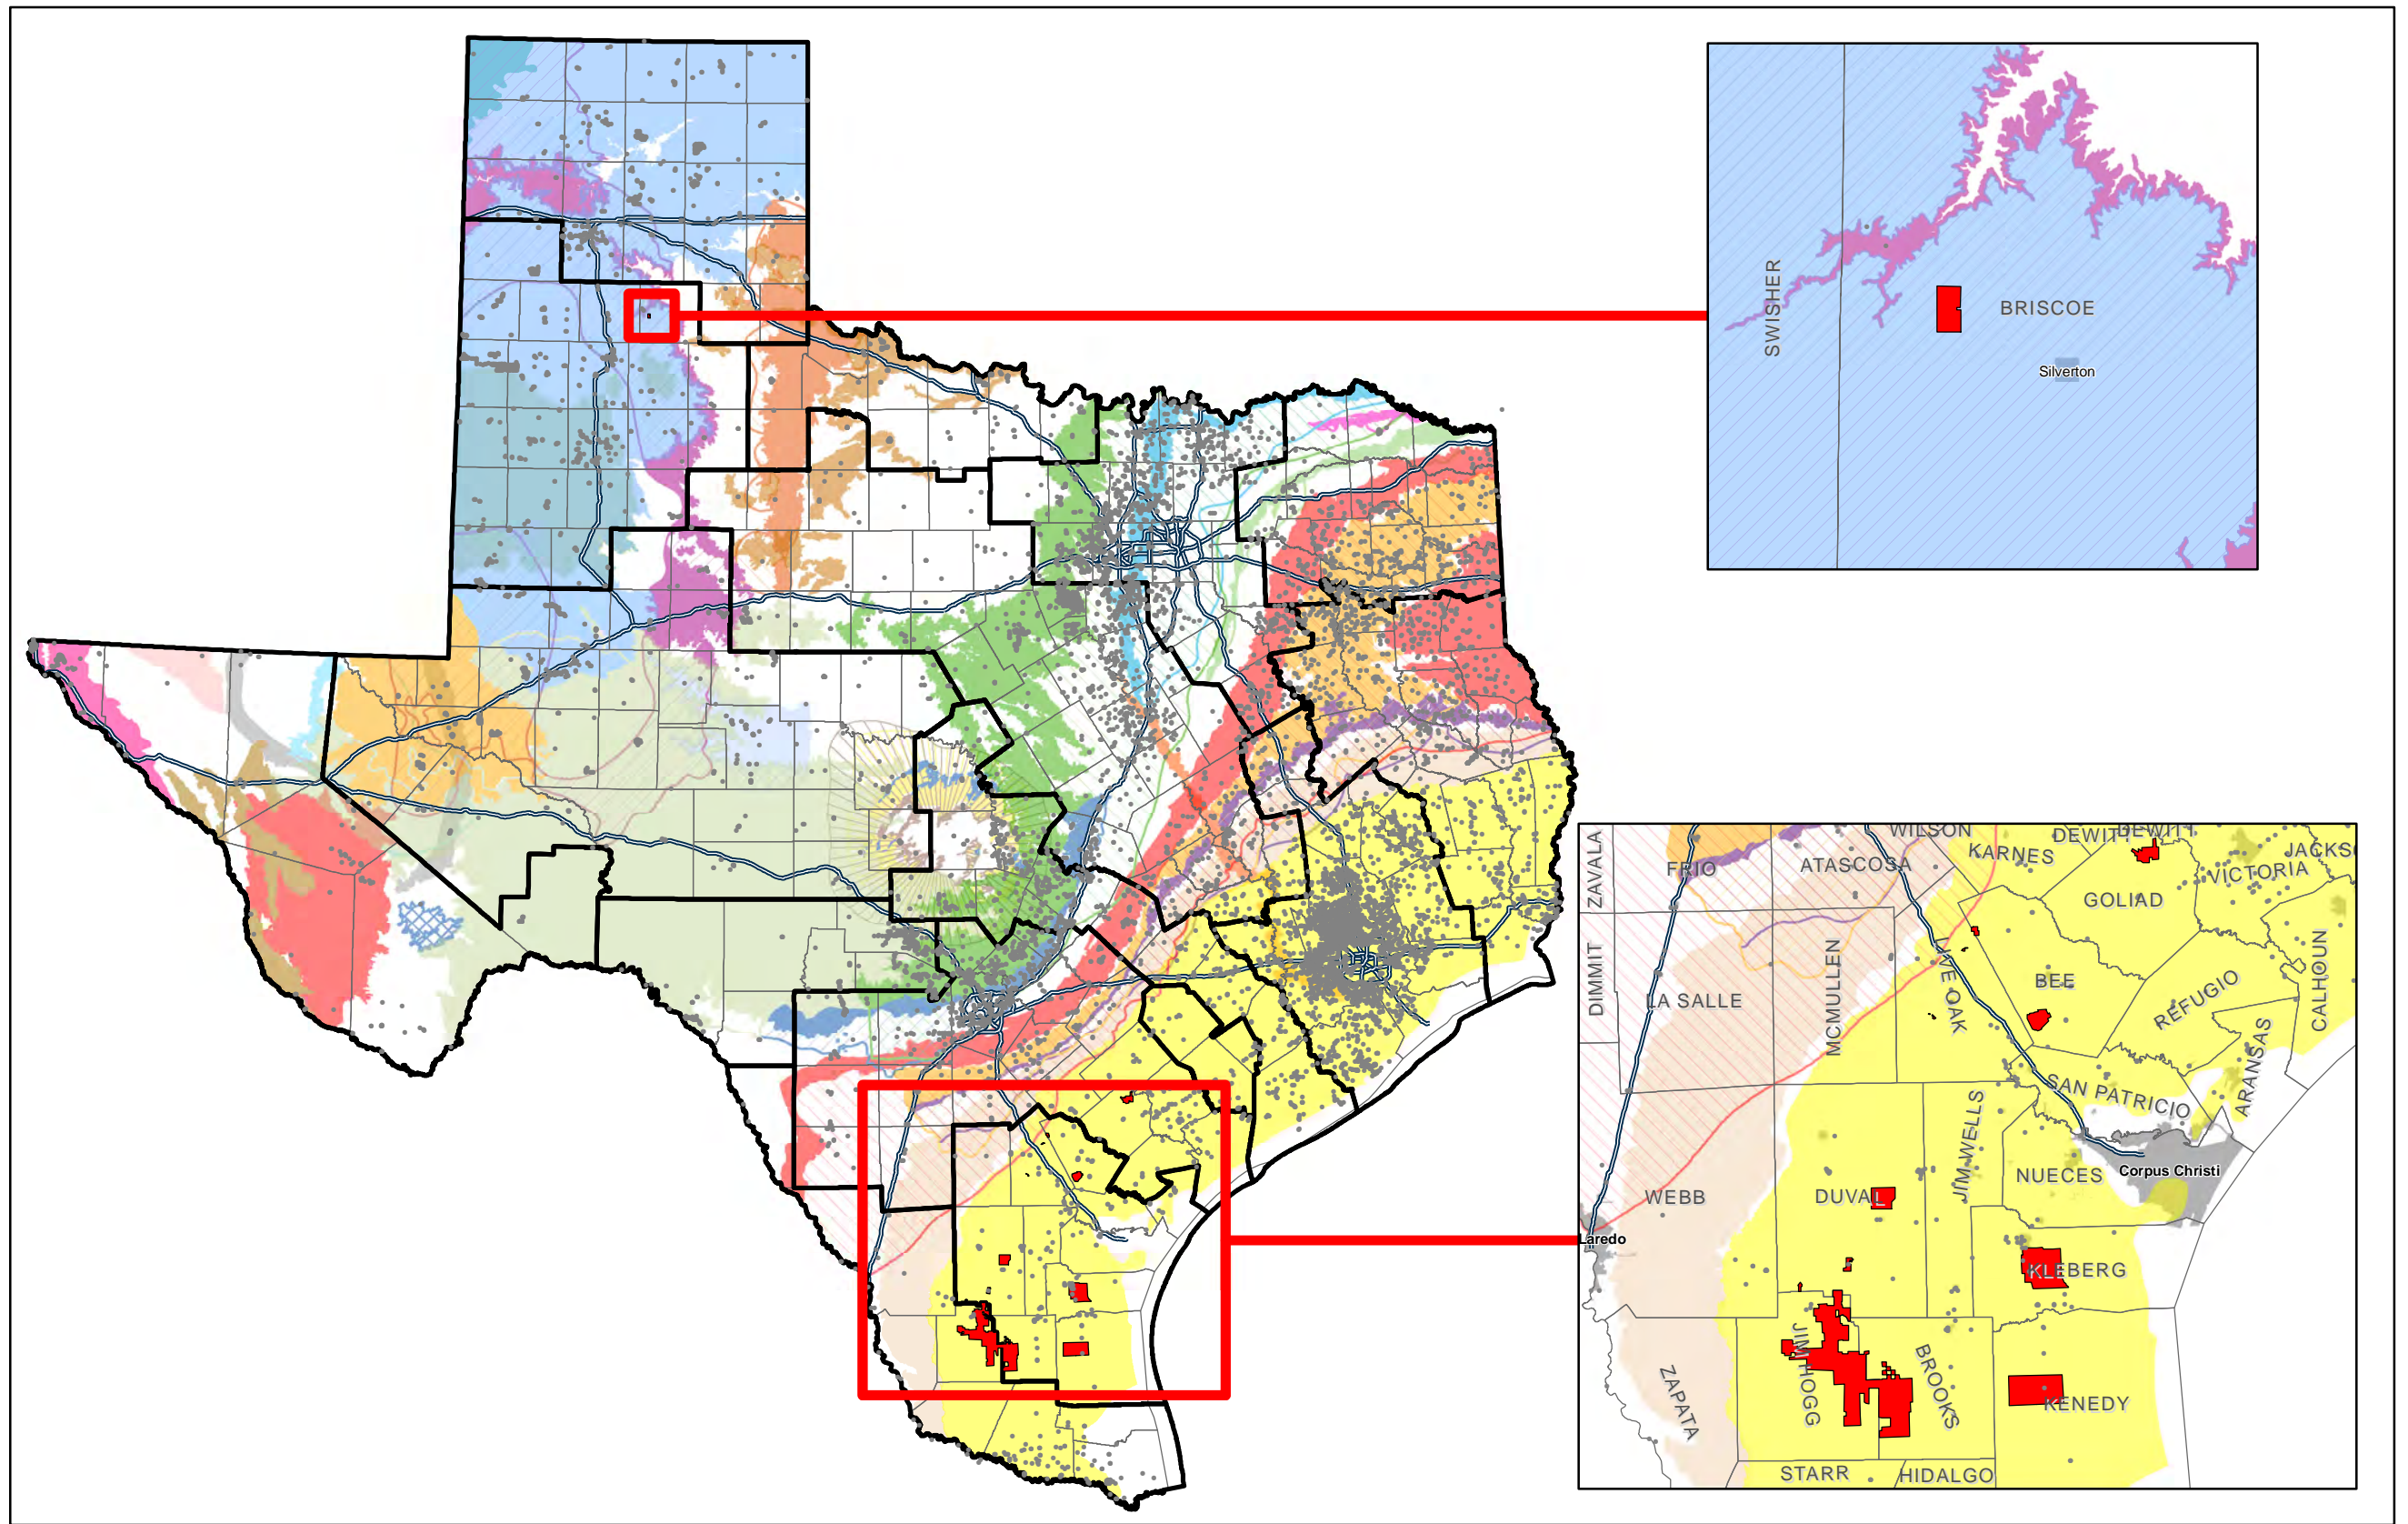 SWISHER
BRISCOE
Silverton
ZAVALA
FRIO
ATASCOSA
WILSON
KARNES
DEWITT
DEWITT
JACKS
VICTORIA
GOLIAD
DIMMIT
LA SALLE
MCMULLEN
LIVE OAK
BEE
REFUGIO
CALHOUN
ARANSAS
SAN PATRICIO
JIM WELLS
NUECES
Corpus Christi
WEBB
DUVAL
Laredo
KLEBERG
JIM HOGG
BROOKS
ZAPATA
KENEDY
STARR
HIDALGO